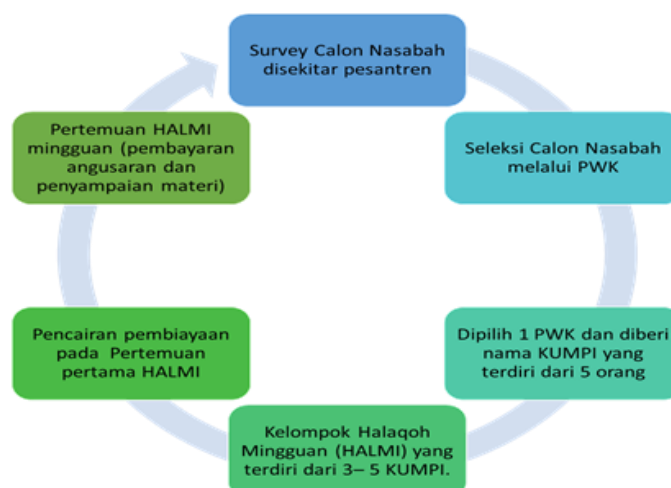 Survey Calon Nasabah
disekitar pesantren
Seleksi Calon Nasabah
melalui PWK
Dipilih 1 PWK dan diberi
nama KUMPI yang
terdiri dari 5 orang
Kelompok Halaqoh
Mingguan (HALMI) yang
terdiri dari 3– 5 KUMPI.
Pencairan pembiayaan
pada Pertemuan
pertama HALMI
Pertemuan HALMI
mingguan (pembayaran
angusaran dan
penyampaian materi)